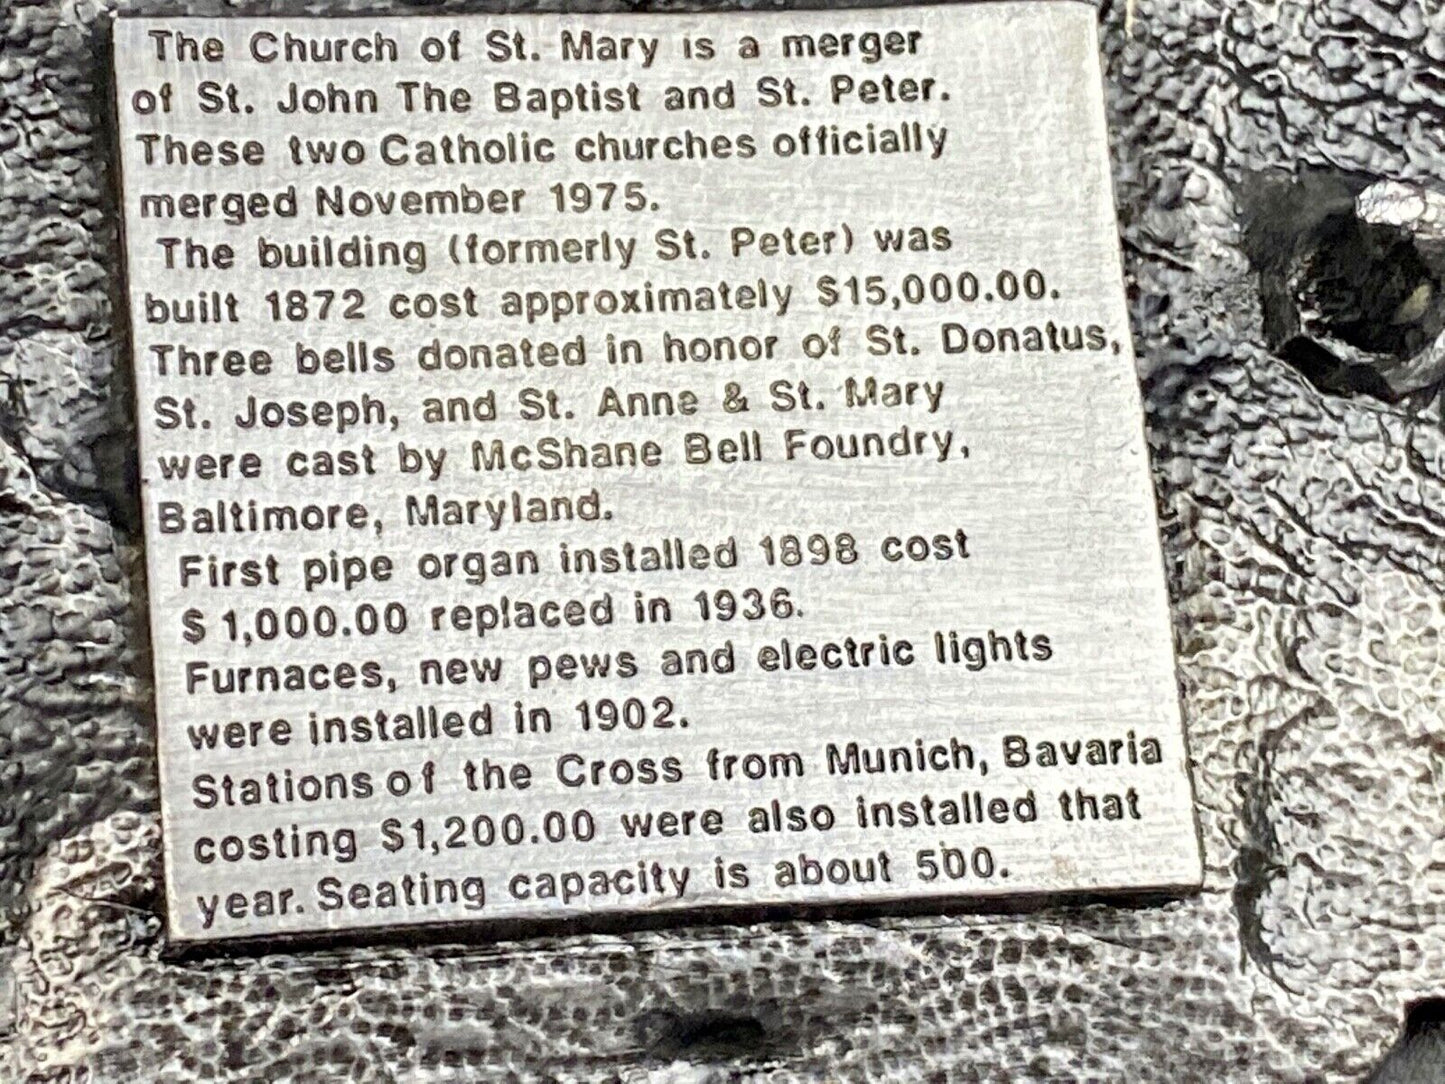 The Church of St. Mary is a merger
of St. John The Baptist and St. Peter.
These two Catholic churches officially
merged November 1975.
The building (formerly St. Peter) was
built 1872 cost approximately $15,000.00.
Three bells donated in honor of St. Donatus,
St. Joseph, and St. Anne & St. Mary
were cast by McShane Bell Foundry,
Baltimore, Maryland.
First pipe organ installed 1898 cost
$1,000.00 replaced in 1936.
Furnaces, new pews and electric lights
were installed in 1902.
Stations of the Cross from Munich, Bavaria
costing $1,200.00 were also installed that
year. Seating capacity is about 500.